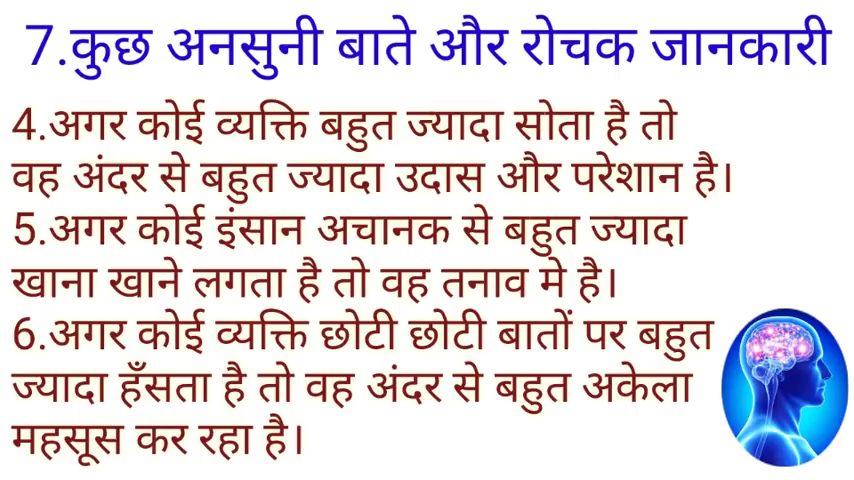 7.कुछ अनसुनी बाते और रोचक जानकारी
4.अगर कोई व्यक्ति बहुत ज्यादा सोता है तो
वह अंदर से बहुत ज्यादा उदास और परेशान है।
5.अगर कोई इंसान अचानक से बहुत ज्यादा
खाना खाने लगता है तो वह तनाव मे है।
6.अगर कोई व्यक्ति छोटी छोटी बातों पर बहुत
ज्यादा हँसता है तो वह अंदर से बहुत अकेला
महसूस कर रहा है।